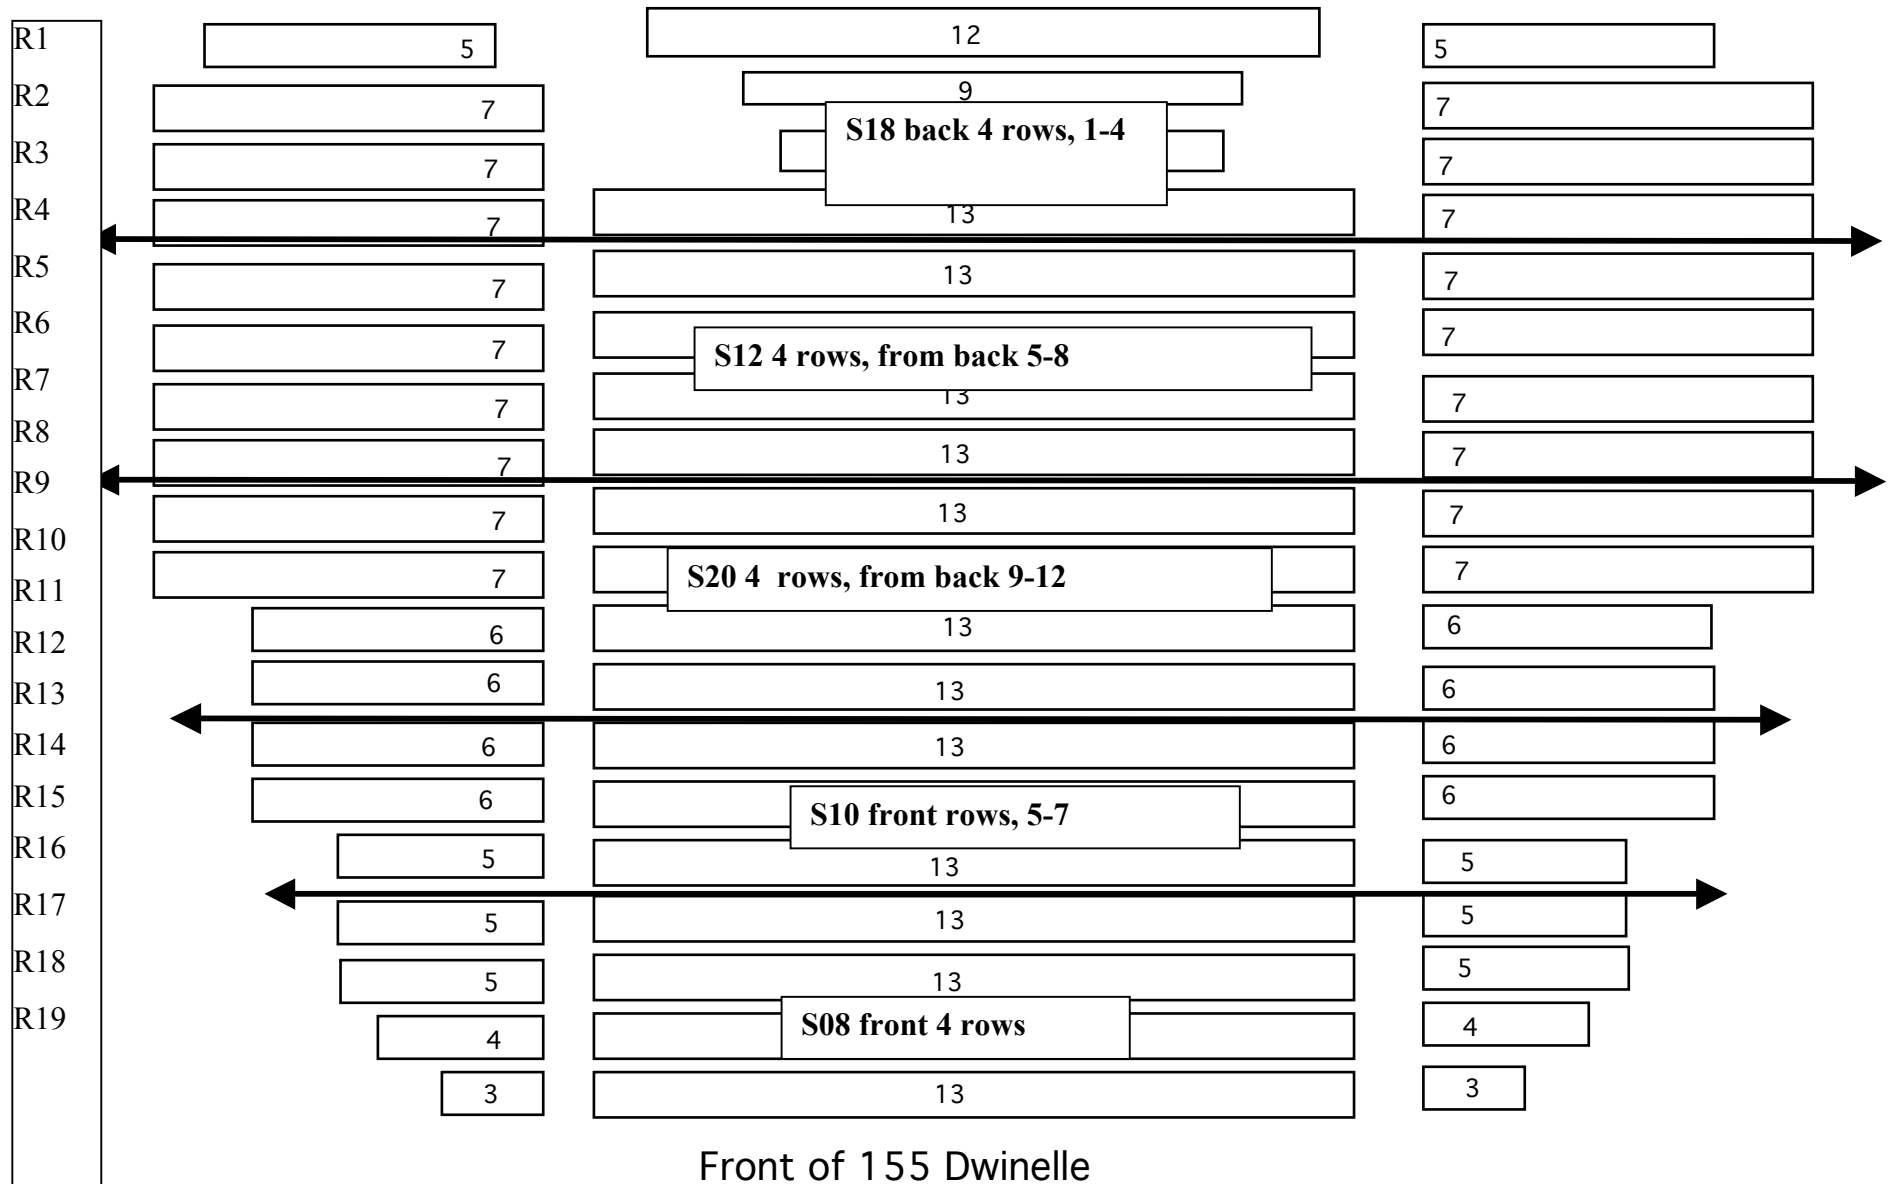 R1 5 12 5
R2 7 9 7
S18 back 4 rows, 1-4
R3 7 7
R4 7 13 7
R5 7 13 7
R6 7 7
S12 4 rows, from back 5-8
R7 7 13 7
R8 7 13 7
R9 7 13 7
R10 7 7
S20 4 rows, from back 9-12
R11 6 13 6
R12 6 13 6
R13 6 13 6
R14 6 6
R15 5 13 5
S10 front rows, 5-7
R16 5 13 5
R17 5 13 5
R18 4 4
S08 front 4 rows
R19 3 13 3
Front of 155 Dwinelle